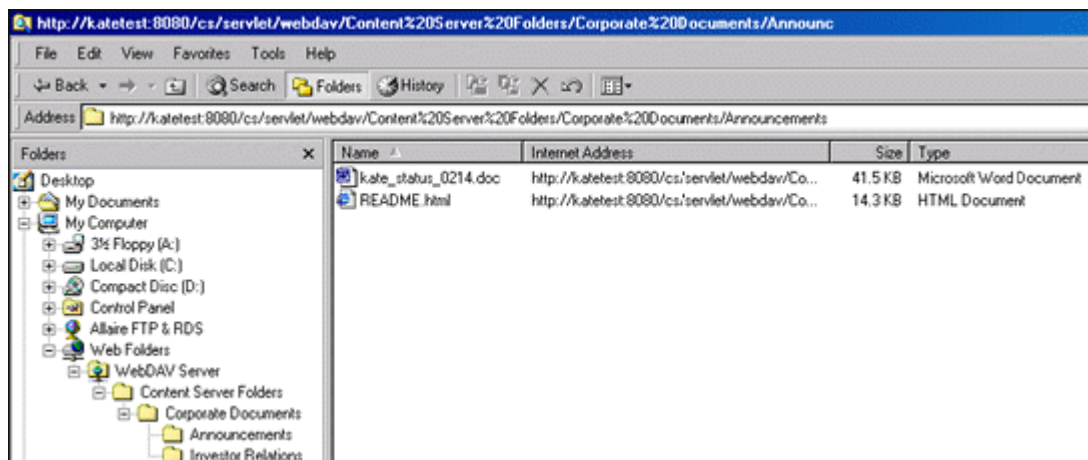 http://katetest:8080/cs/servlet/webdav/Content%20Server%20Folders/Corporate%20Documents/Announc
File Edit View Favorites Tools Help
Back Search Folders History
Address http://katetest:8080/cs/servlet/webdav/Content%20Server%20Folders/Corporate%20Documents/Announcements
Folders x Name Internet Address Size Type
Desktop kate_status_0214.doc http://katetest:8080/cs/servlet/webdav/Co... 41.5 KB Microsoft Word Document
My Documents README.html http://katetest:8080/cs/servlet/webdav/Co... 14.3 KB HTML Document
My Computer
3½ Floppy (A:)
Local Disk (C:)
Compact Disc (D:)
Control Panel
Allaire FTP & RDS
Web Folders
WebDAV Server
Content Server Folders
Corporate Documents
Announcements
Investor Relations